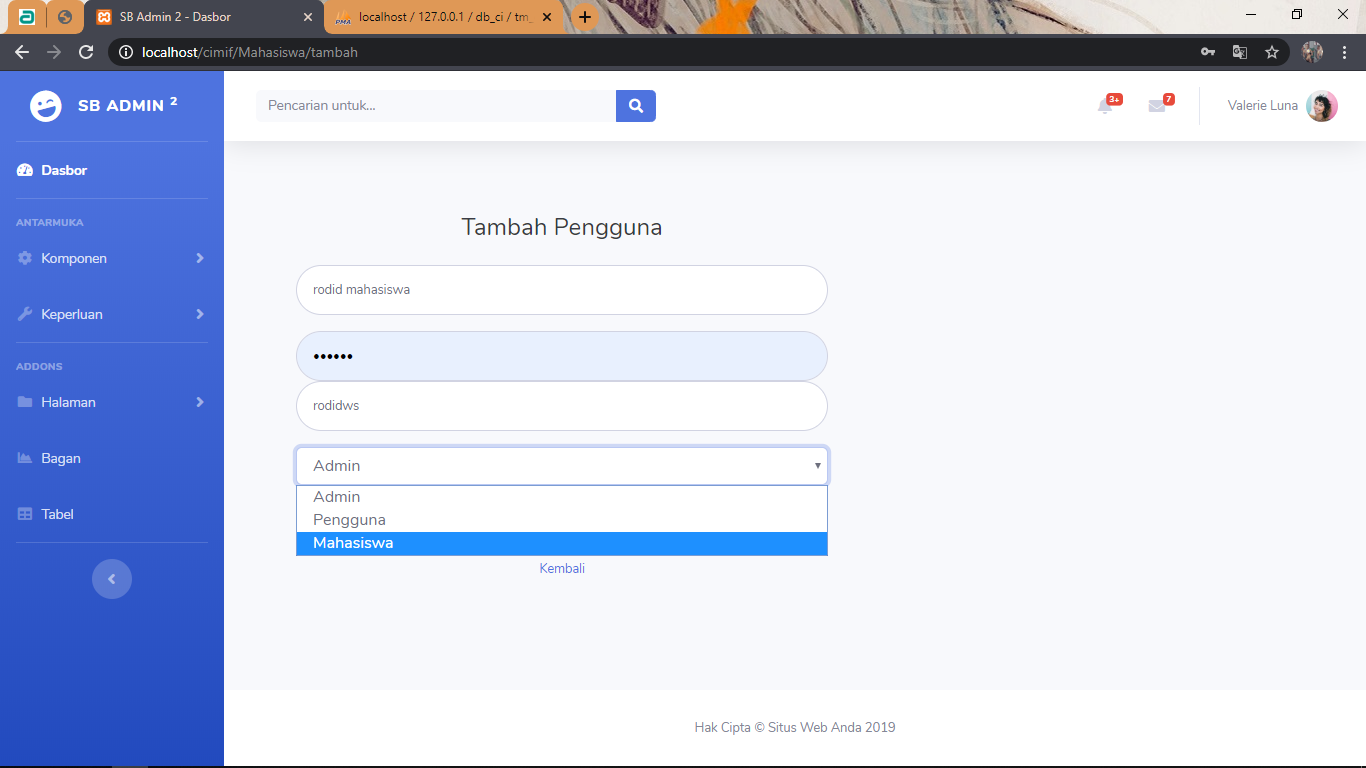 SB Admin 2 - Dasbor
localhost / 127.0.0.1 / db_ci / tm_
localhost/cimif/Mahasiswa/tambah
SB ADMIN 2
Pencarian untuk...
3+
7
Valerie Luna
Dasbor
ANTARMUKA
Komponen
Keperluan
ADDONS
Halaman
Bagan
Tabel
Tambah Pengguna
rodid mahasiswa
••••••
rodidws
Admin
Admin
Pengguna
Mahasiswa
Kembali
Hak Cipta © Situs Web Anda 2019